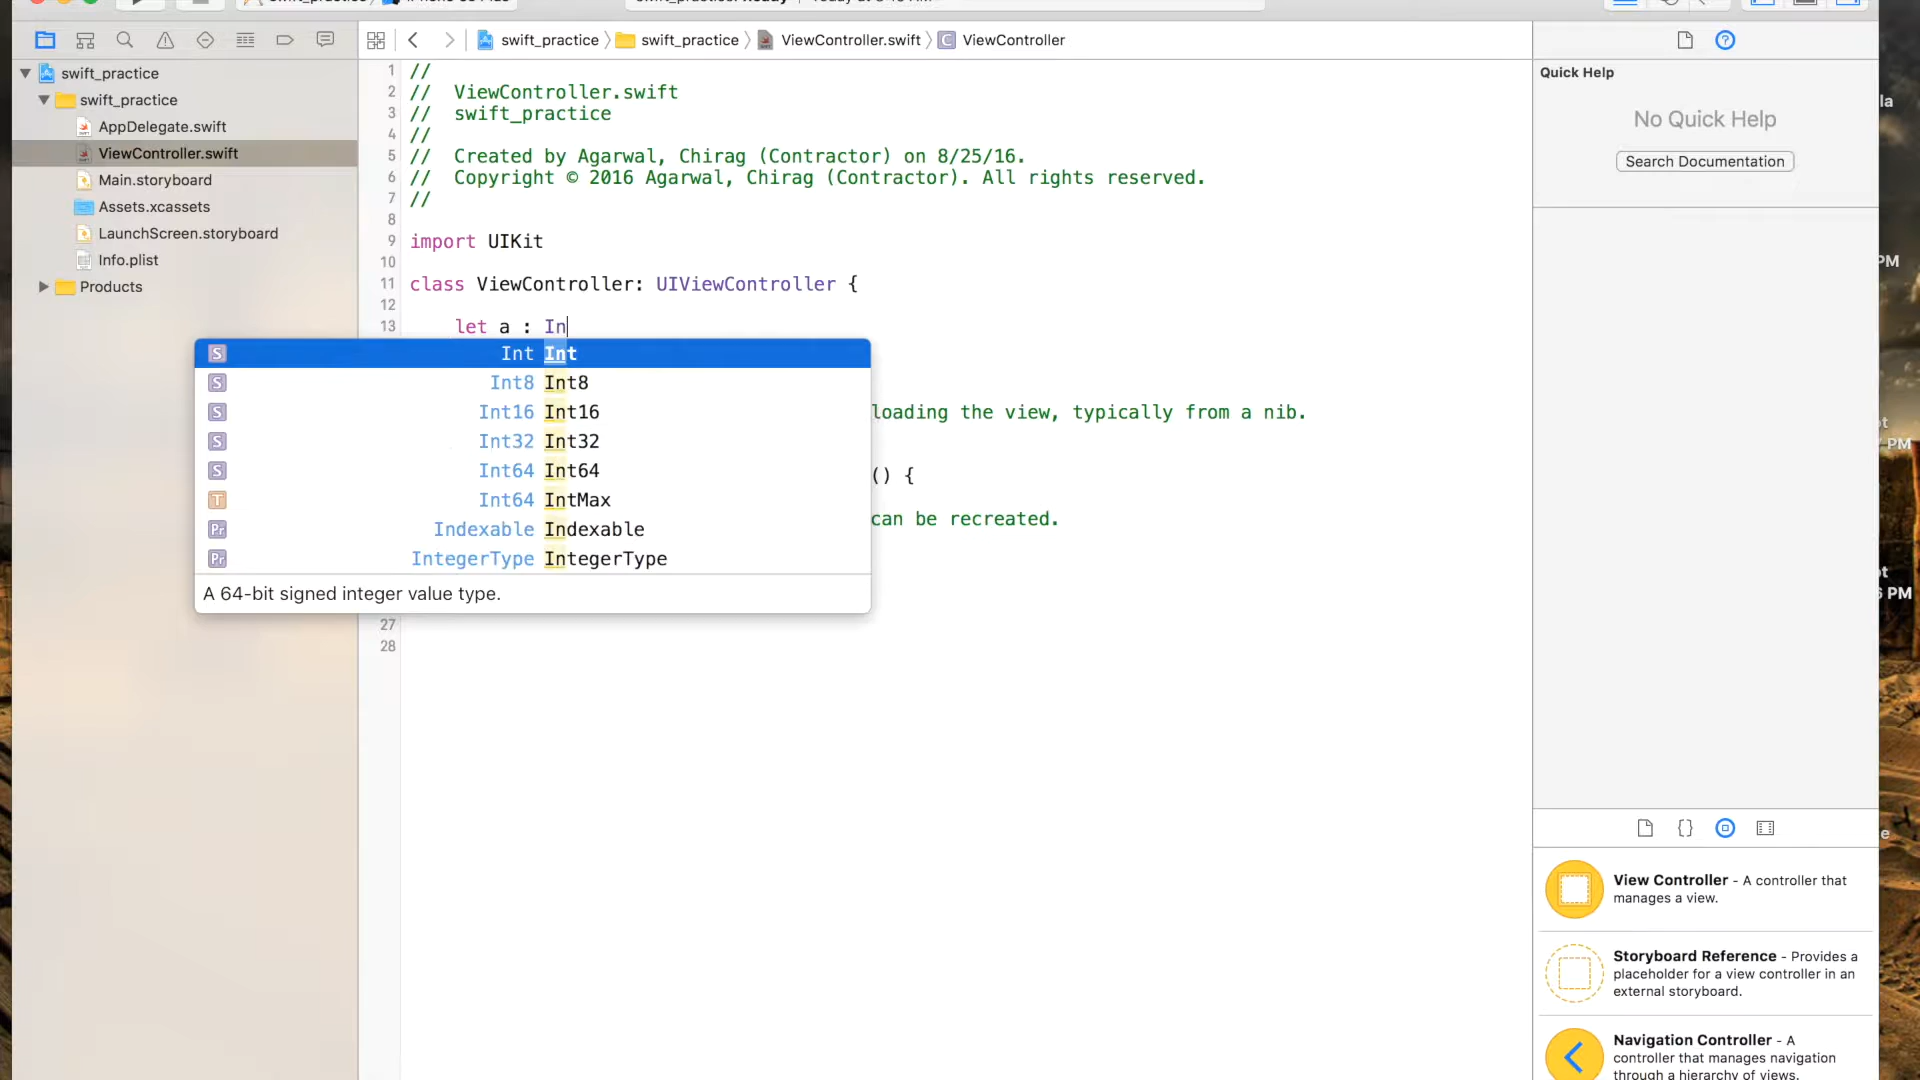 swift_practice
swift_practice
ViewController.swift
ViewController
Quick Help
No Quick Help
Search Documentation
swift_practice
swift_practice
AppDelegate.swift
ViewController.swift
Main.storyboard
Assets.xcassets
LaunchScreen.storyboard
Info.plist
Products
1 //
2 // ViewController.swift
3 // swift_practice
4 //
5 // Created by Agarwal, Chirag (Contractor) on 8/25/16.
6 // Copyright © 2016 Agarwal, Chirag (Contractor). All rights reserved.
7 //
8
9 import UIKit
10
11 class ViewController: UIViewController {
12
13 let a : In
Int Int
Int8 Int8
Int16 Int16
loading the view, typically from a nib.
Int32 Int32
Int64 Int64
() {
Int64 IntMax
can be recreated.
Indexable Indexable
IntegerType IntegerType
A 64-bit signed integer value type.
27
28
View Controller - A controller that
manages a view.
Storyboard Reference - Provides a
placeholder for a view controller in an
external storyboard.
Navigation Controller - A
controller that manages navigation
through a hierarchy of views.
la
PM
PM
PM